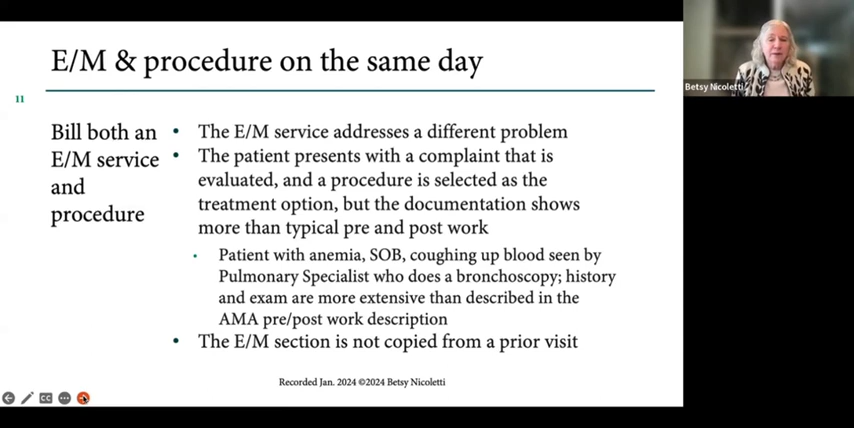 E/M & procedure on the same day
11
Bill both an
E/M service
and
procedure
• The E/M service addresses a different problem
• The patient presents with a complaint that is
evaluated, and a procedure is selected as the
treatment option, but the documentation shows
more than typical pre and post work
• Patient with anemia, SOB, coughing up blood seen by
Pulmonary Specialist who does a bronchoscopy; history
and exam are more extensive than described in the
AMA pre/post work description
• The E/M section is not copied from a prior visit
Recorded Jan. 2024 ©2024 Betsy Nicoletti
CC
Betsy Nicoletti